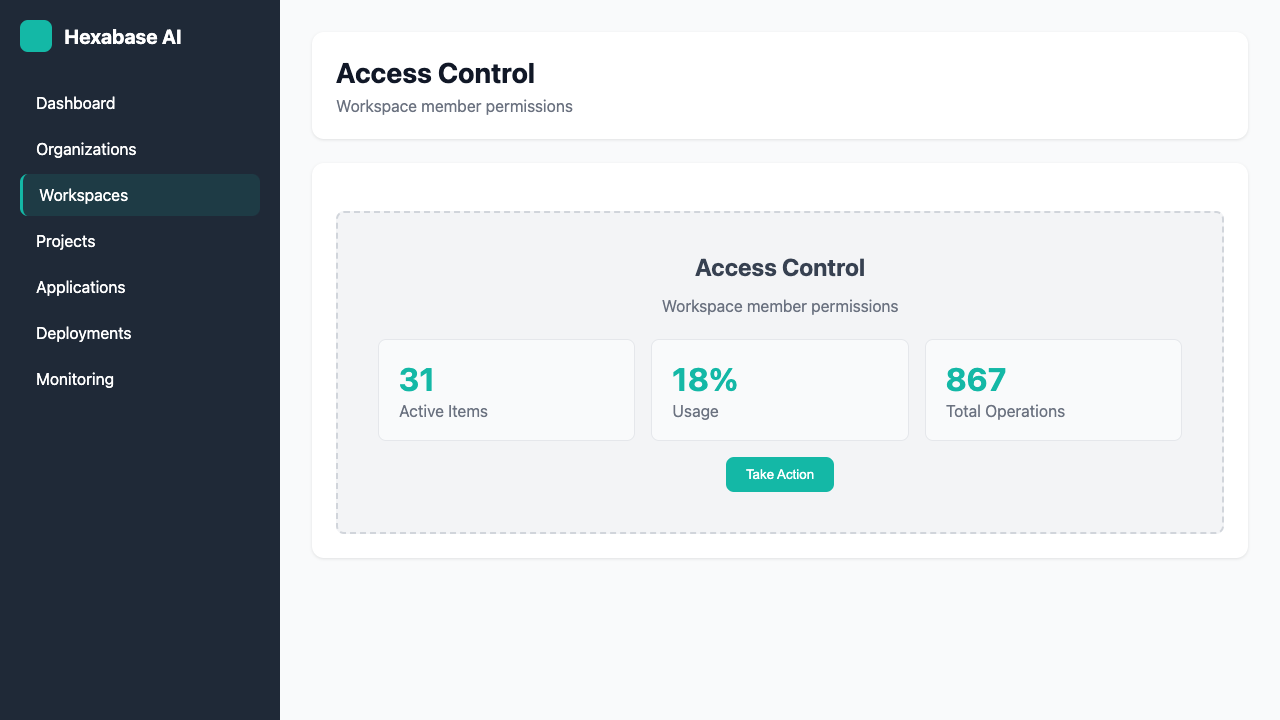 Hexabase AI
Dashboard
Organizations
Workspaces
Projects
Applications
Deployments
Monitoring
Access Control
Workspace member permissions
Access Control
Workspace member permissions
31
Active Items
18%
Usage
867
Total Operations
Take Action